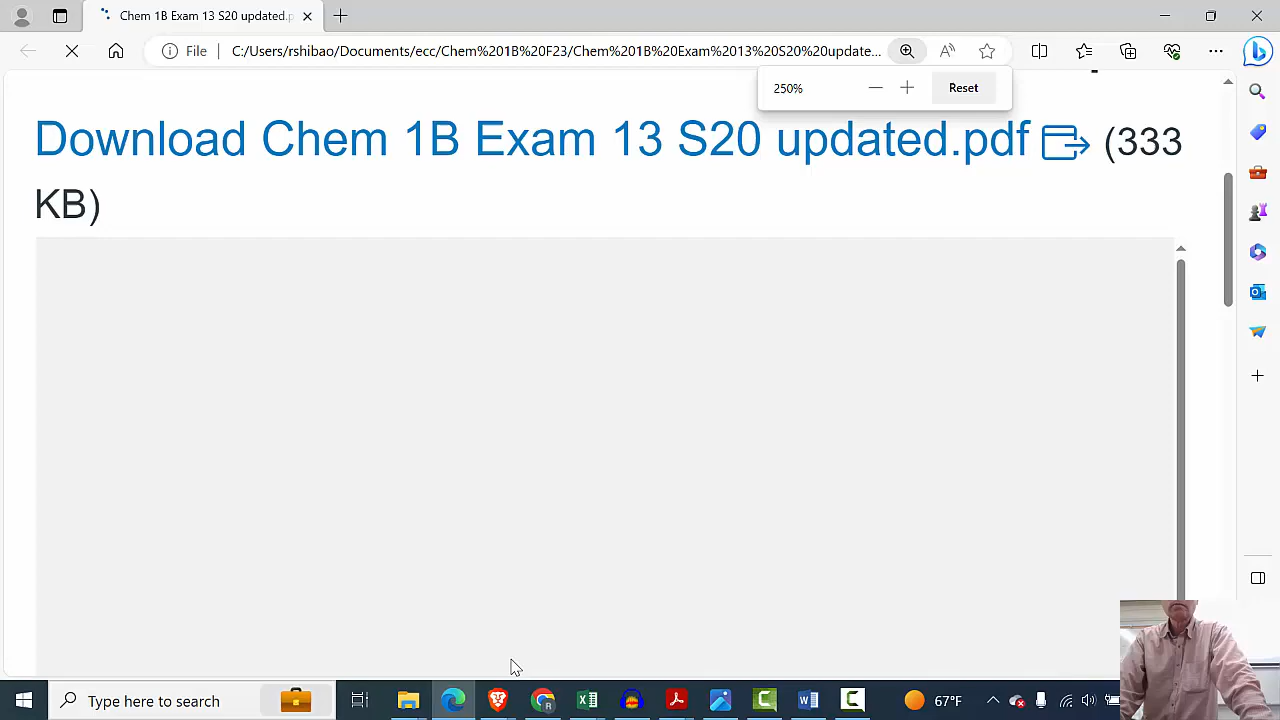 Chem 1B Exam 13 S20 updated.p
File
C:/Users/rshibao/Documents/ecc/Chem%201B%20F23/Chem%201B%20Exam%2013%20S20%20update...
250%
Reset
Download Chem 1B Exam 13 S20 updated.pdf (333
KB)
Type here to search
67°F